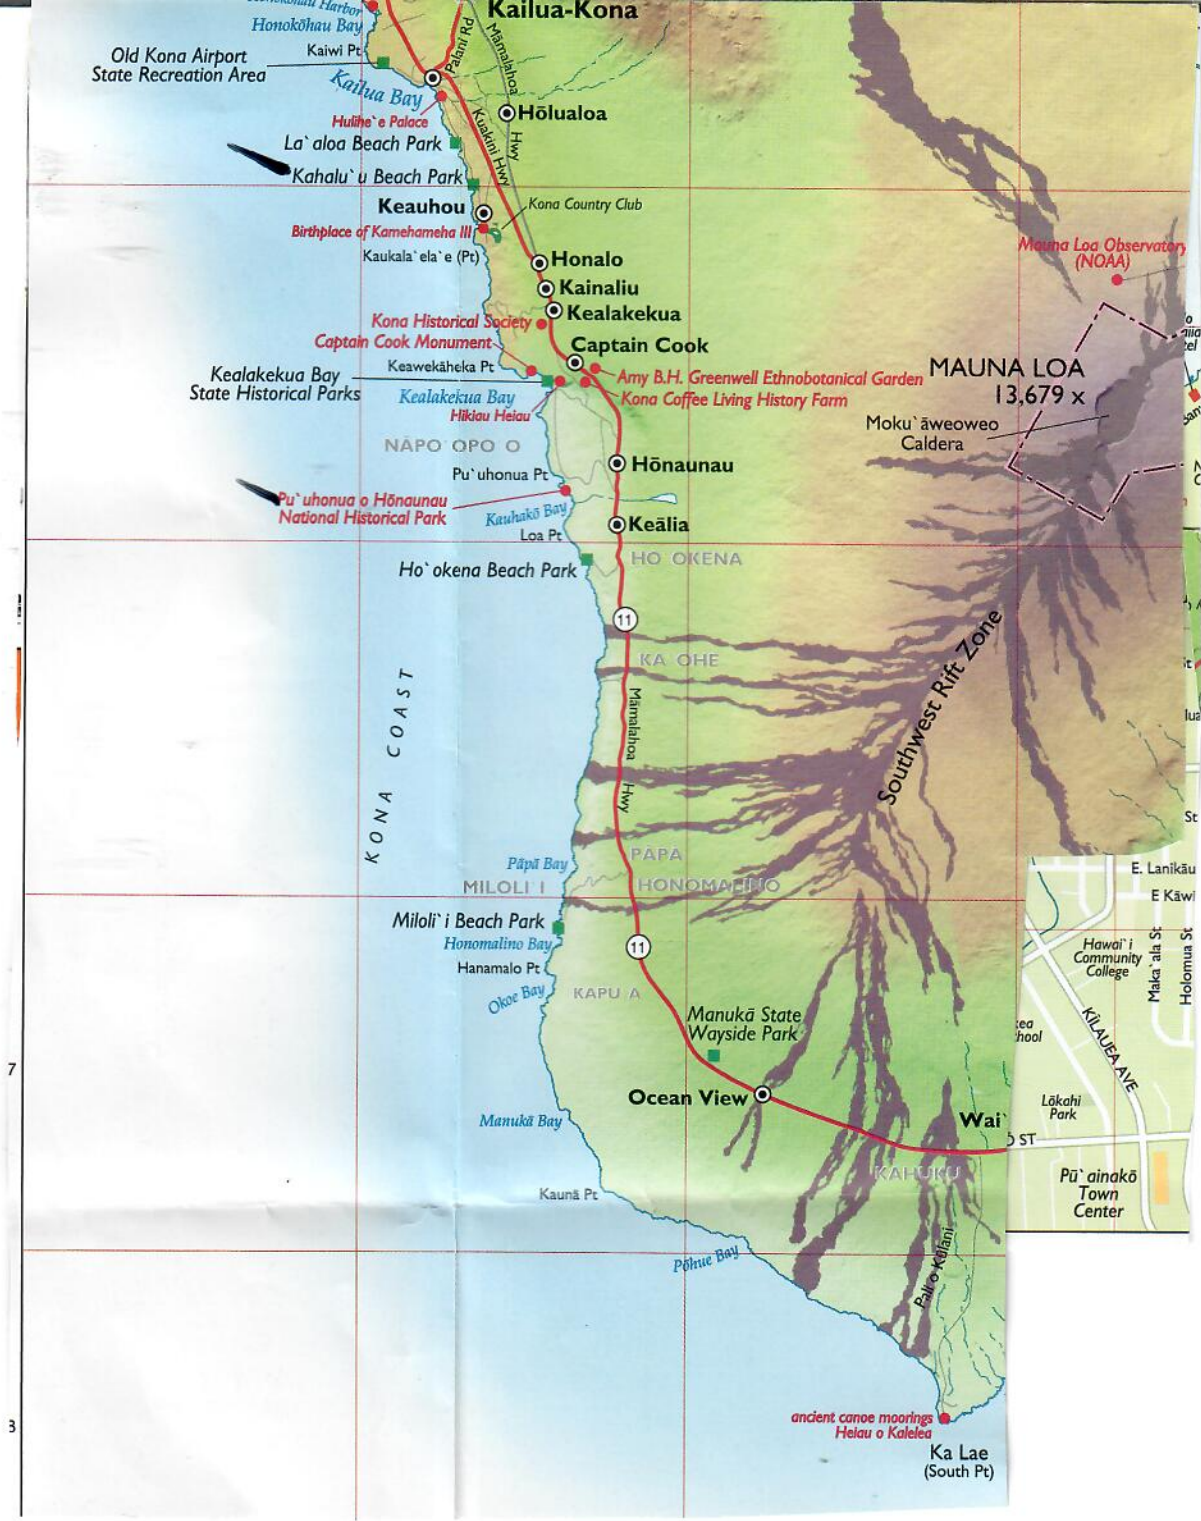 Honokōhau Harbor
Kailua-Kona
Honokōhau Bay
Kaiwi Pt
Old Kona Airport
State Recreation Area
Palani Rd
Māmalahoa
Hwy
Kailua Bay
Hulihe`e Palace
Hōlualoa
Kuakini Hwy
La`aloa Beach Park
Kahalu`u Beach Park
Keauhou
Kona Country Club
Birthplace of Kamehameha III
Kaukala`ela`e (Pt)
Honalo
Mauna Loa Observatory
(NOAA)
Kainaliu
Kealakekua
Kona Historical Society
Captain Cook Monument
Captain Cook
Keawekāheka Pt
Kealakekua Bay
State Historical Parks
Amy B.H. Greenwell Ethnobotanical Garden
Kona Coffee Living History Farm
MAUNA LOA
13,679 x
Kealakekua Bay
Hikiau Heiau
Moku`āweoweo
Caldera
NĀPO OPO O
Pu`uhonua Pt
Hōnaunau
Pu`uhonua o Hōnaunau
National Historical Park
Kauhakō Bay
Keālia
Loa Pt
HO OKENA
Ho`okena Beach Park
11
KA OHE
Southwest Rift Zone
Māmalahoa
Hwy
KONA COAST
St
PĀPĀ
Pāpā Bay
MILOLI I
HONOMALINO
E. Lanikāu
E Kāwi
Miloli`i Beach Park
Honomalino Bay
11
Hanamalo Pt
Okoe Bay
KAPU A
Hawai`i
Community
College
Maka`ala St
Holomua St
Manukā State
Wayside Park
KĪLAUEA AVE
7
Ocean View
Lōkahi
Park
Manukā Bay
Wai`
ST
KAHUKU
Pū`ainakō
Town
Center
Kaunā Pt
Pōhue Bay
Pali o Kūlani
ancient canoe moorings
Heiau o Kalelea
Ka Lae
(South Pt)